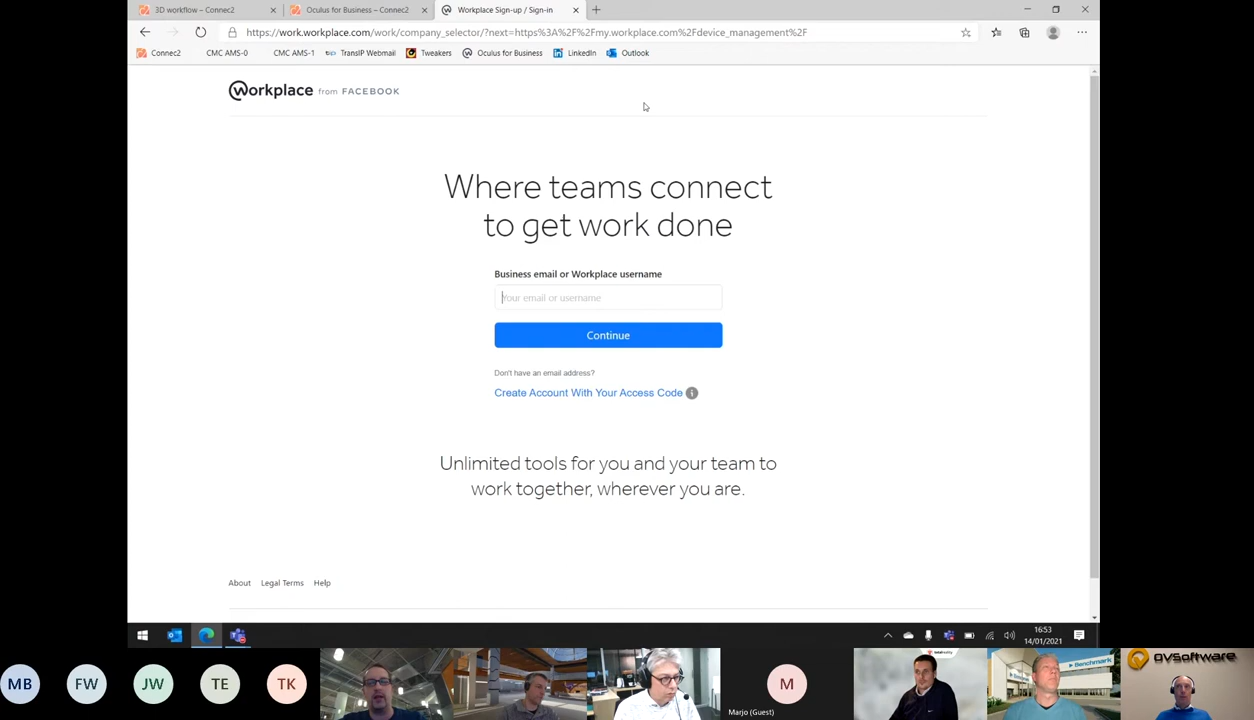 3D workflow – Connec2
Oculus for Business – Connec2
Workplace Sign-up / Sign-in
https://work.workplace.com/work/company_selector/?next=https%3A%2F%2Fmy.workplace.com%2Fdevice_management%2F
Connec2
CMC AMS-0
CMC AMS-1
TransIP Webmail
Tweakers
Oculus for Business
LinkedIn
Outlook
Workplace from FACEBOOK
Where teams connect
to get work done
Business email or Workplace username
Your email or username
Continue
Don't have an email address?
Create Account With Your Access Code
Unlimited tools for you and your team to
work together, wherever you are.
About Legal Terms Help
16:53
14/01/2021
MB
FW
JW
TE
TK
M
Marjo (Guest)
Benchmark
OVSoftware